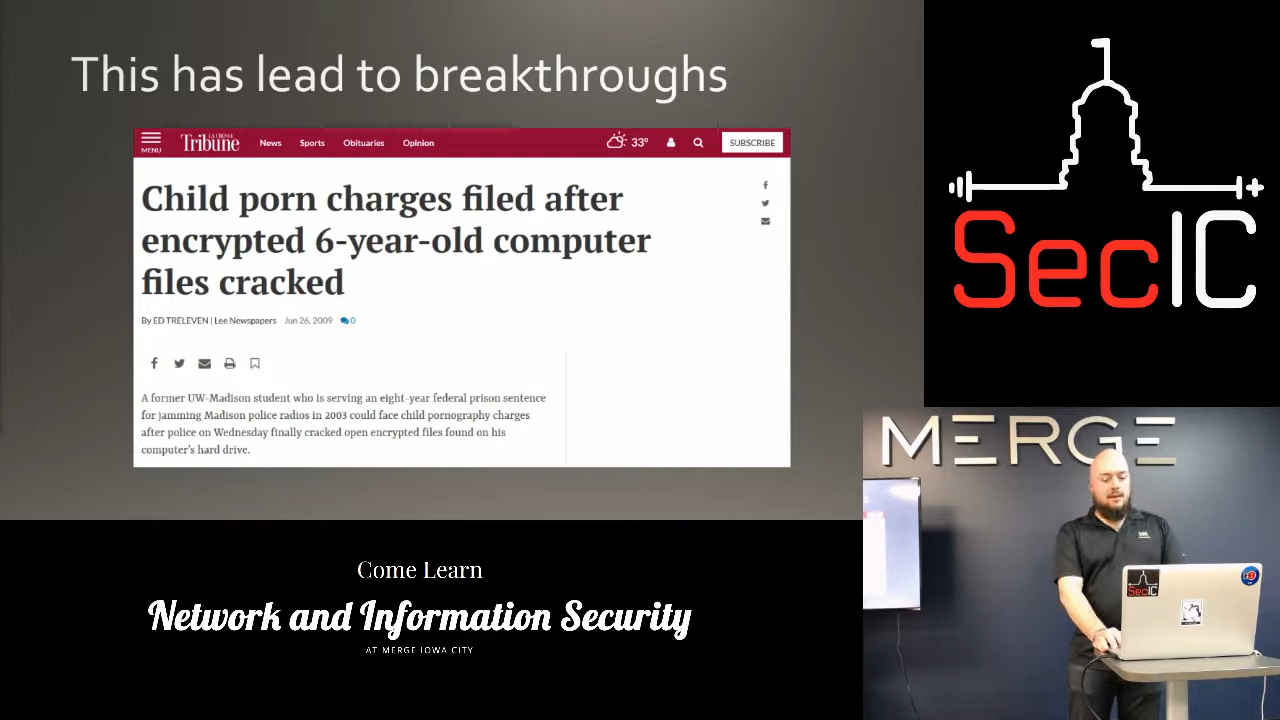 This has lead to breakthroughs
MENU
LA CROSSE
Tribune
News Sports Obituaries Opinion
33°
SUBSCRIBE
Child porn charges filed after
encrypted 6-year-old computer
files cracked
By ED TRELEVEN | Lee Newspapers Jun 26, 2009 0
A former UW-Madison student who is serving an eight-year federal prison sentence
for jamming Madison police radios in 2003 could face child pornography charges
after police on Wednesday finally cracked open encrypted files found on his
computer's hard drive.
SecIC
MERGE
SecIC
Come Learn
Network and Information Security
AT MERGE IOWA CITY